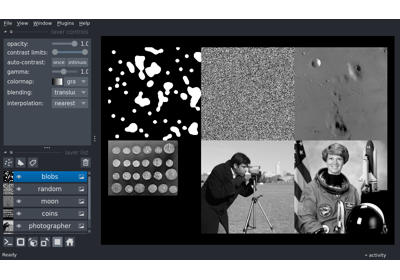 File View Window Plugins Help
layer controls
opacity: 1.0
contrast limits:
auto-contrast: once
gamma: 1.0
colormap: gra
blending: translu
interpolation: nearest
layer list
blobs
random
moon
coins
photographer
Ready
activity